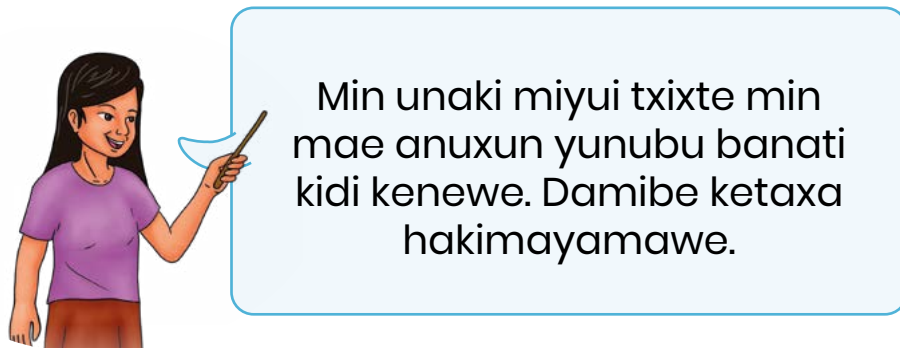 Min unaki miyui txixte min
mae anuxun yunubu banati
kidi kenewe. Damibe ketaxa
hakimayamawe.